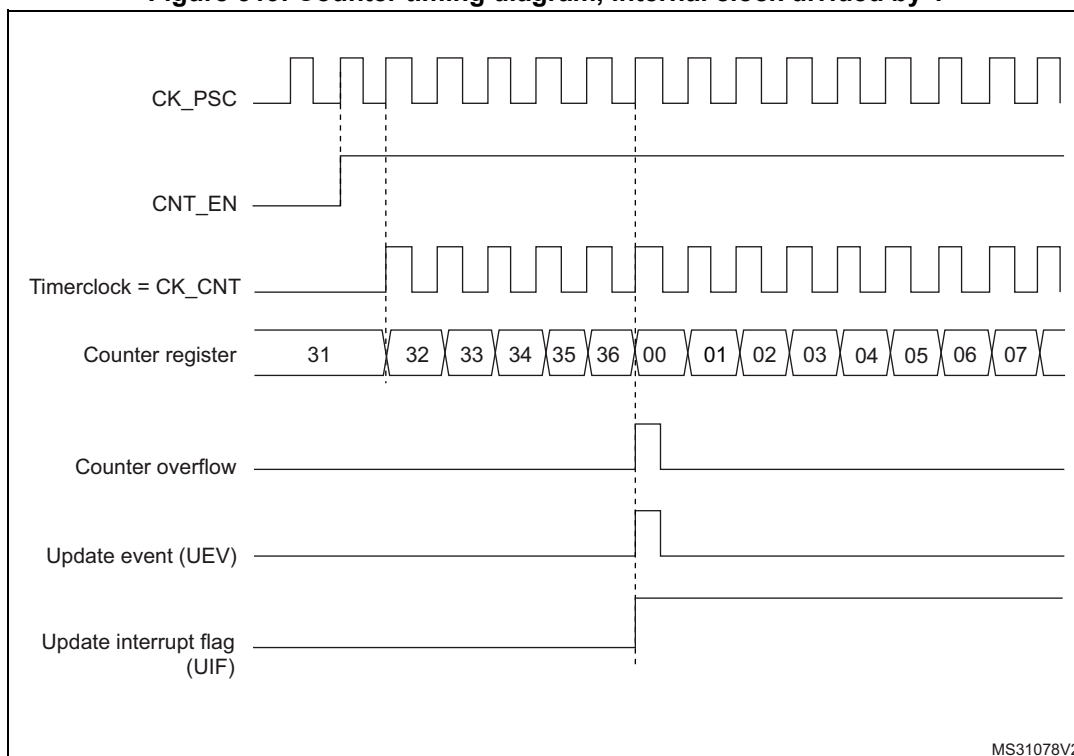 CK_PSC
CNT_EN
Timerclock = CK_CNT
Counter register 31 32 33 34 35 36 00 01 02 03 04 05 06 07
Counter overflow
Update event (UEV)
Update interrupt flag
(UIF)
MS31078V2